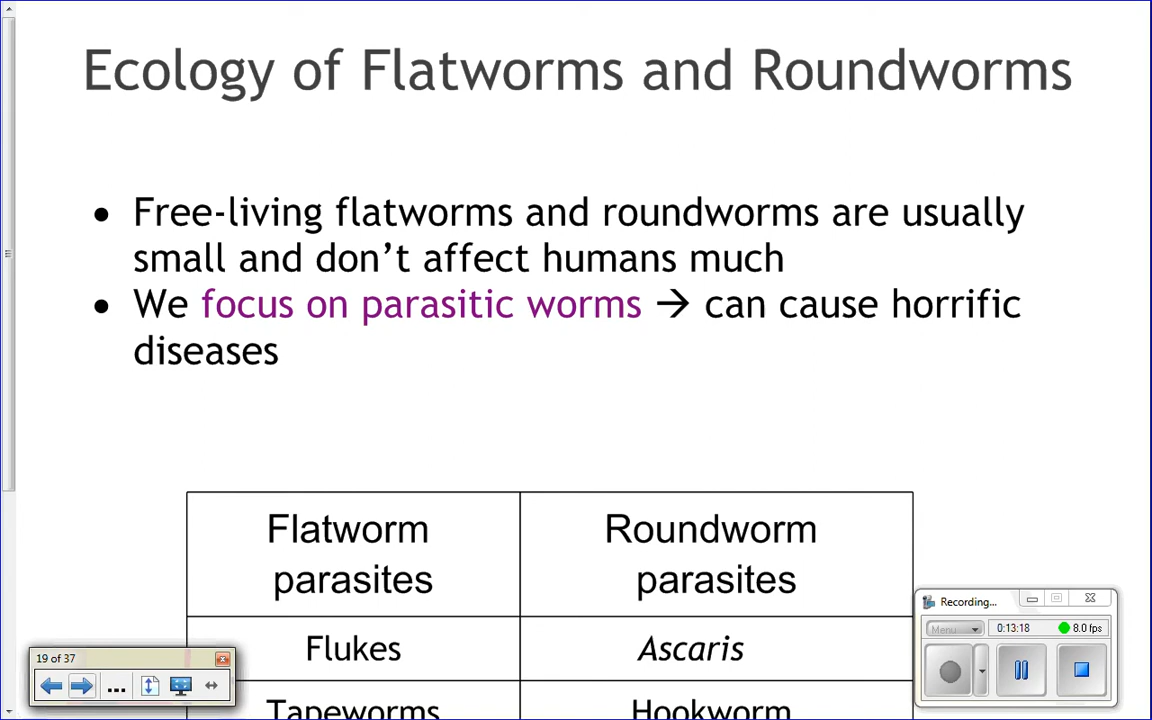 Ecology of Flatworms and Roundworms
• Free-living flatworms and roundworms are usually
small and don’t affect humans much
• We focus on parasitic worms → can cause horrific
diseases
Flatworm
parasites
Roundworm
parasites
Flukes
Ascaris
Tapeworms
Hookworm
19 of 37
...
Recording...
Menu
0:13:18
8.0 fps